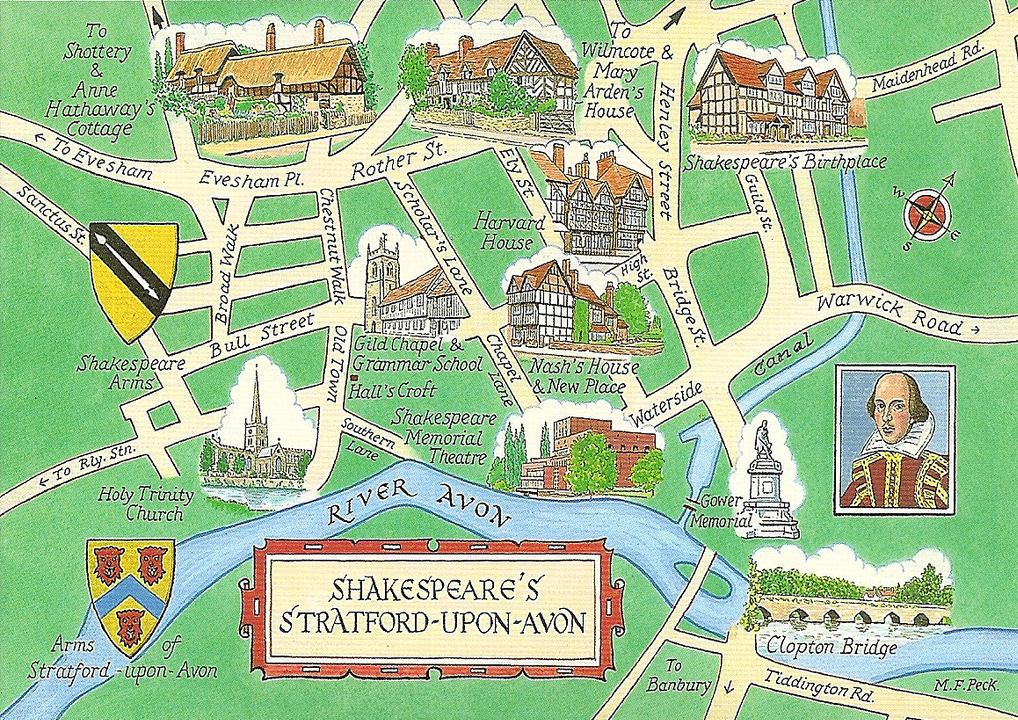 To
Shottery
&
Anne
Hathaway's
Cottage
To
Wilmcote &
Mary
Arden's
House
Henley Street
Maidenhead Rd.
Shakespeare's Birthplace
← To Evesham
Evesham Pl.
Rother St.
Ely St.
Guild St.
Sanctus St.
Broad Walk
Chestnut Walk
Scholar's Lane
Harvard
House
High
St.
Bridge St.
W
N
S
E
Warwick Road →
Canal
Bull Street
Old Town
Gild Chapel &
Grammar School
Hall's Croft
Chapel
Lane
Nash's House
& New Place
Shakespeare
Arms
Waterside
Shakespeare
Memorial
Theatre
Southern
Lane
← To Rly. Stn.
Holy Trinity
Church
RIVER AVON
Gower
Memorial
SHAKESPEARE'S
STRATFORD-UPON-AVON
Clopton Bridge
Arms of
Stratford-upon-Avon
To
Banbury ↓
Tiddington Rd.
M.F.Peck.